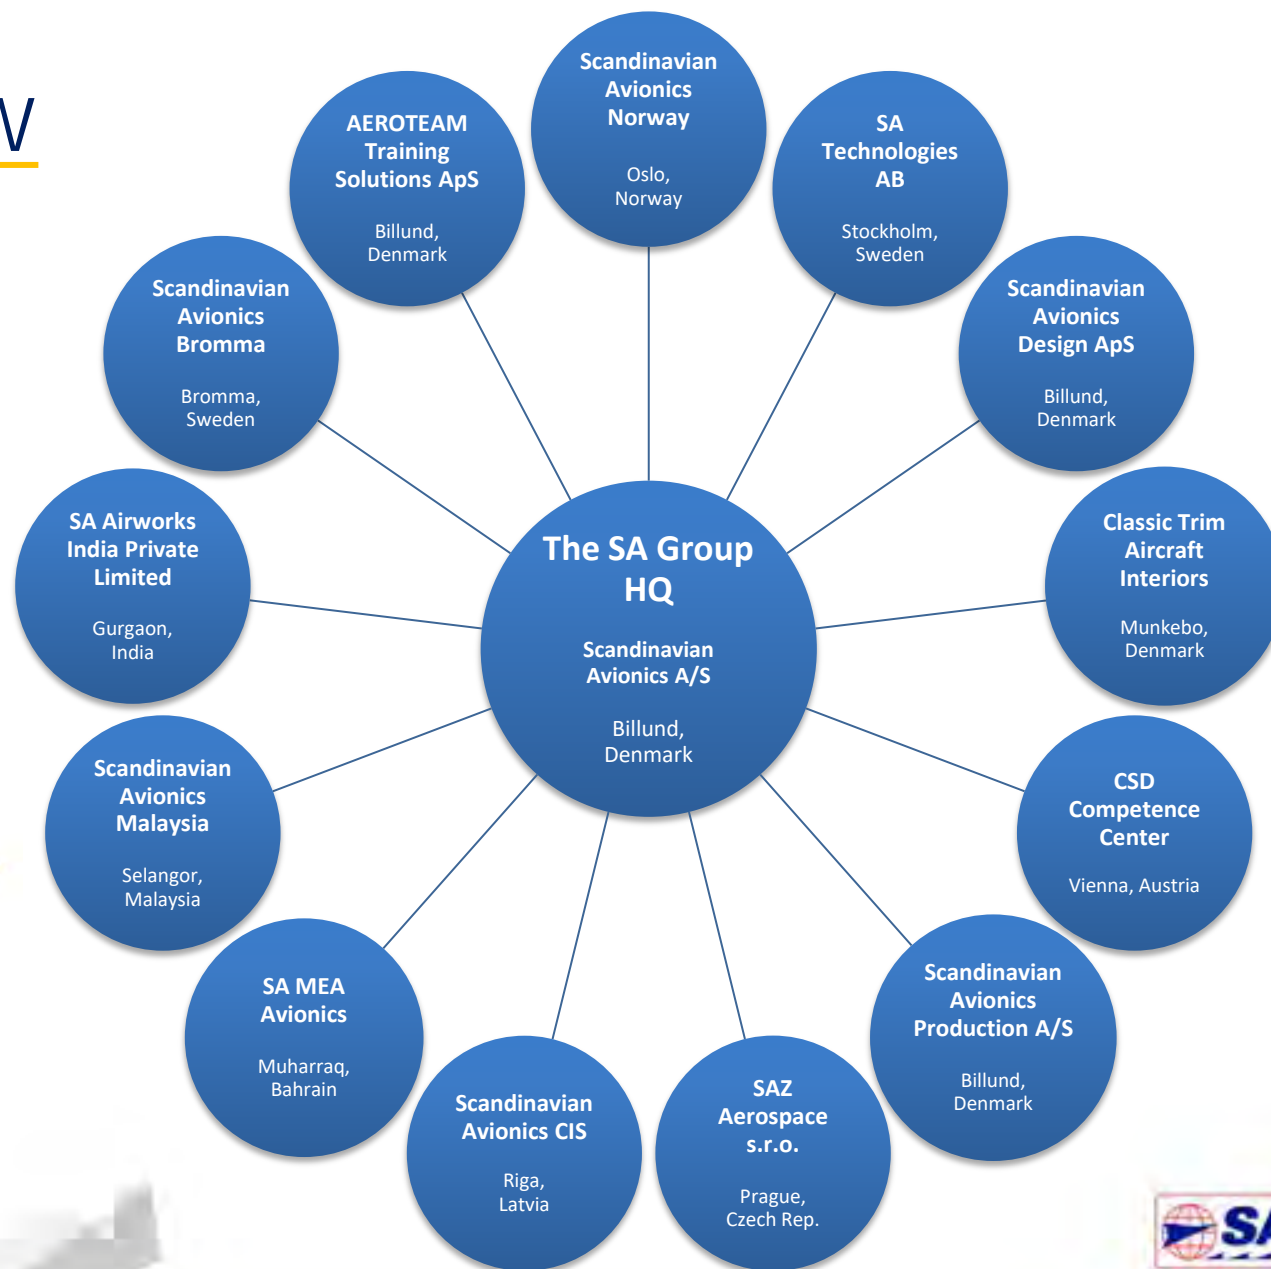 Scandinavian
Avionics
Norway
Oslo,
Norway
SA
Technologies
AB
Stockholm,
Sweden
Scandinavian
Avionics
Design ApS
Billund,
Denmark
Classic Trim
Aircraft
Interiors
Munkebo,
Denmark
CSD
Competence
Center
Vienna, Austria
Scandinavian
Avionics
Production A/S
Billund,
Denmark
SAZ
Aerospace
s.r.o.
Prague,
Czech Rep.
Scandinavian
Avionics CIS
Riga,
Latvia
SA MEA
Avionics
Muharraq,
Bahrain
Scandinavian
Avionics
Malaysia
Selangor,
Malaysia
SA Airworks
India Private
Limited
Gurgaon,
India
Scandinavian
Avionics
Bromma
Bromma,
Sweden
AEROTEAM
Training
Solutions ApS
Billund,
Denmark
The SA Group
HQ
Scandinavian
Avionics A/S
Billund,
Denmark
SA